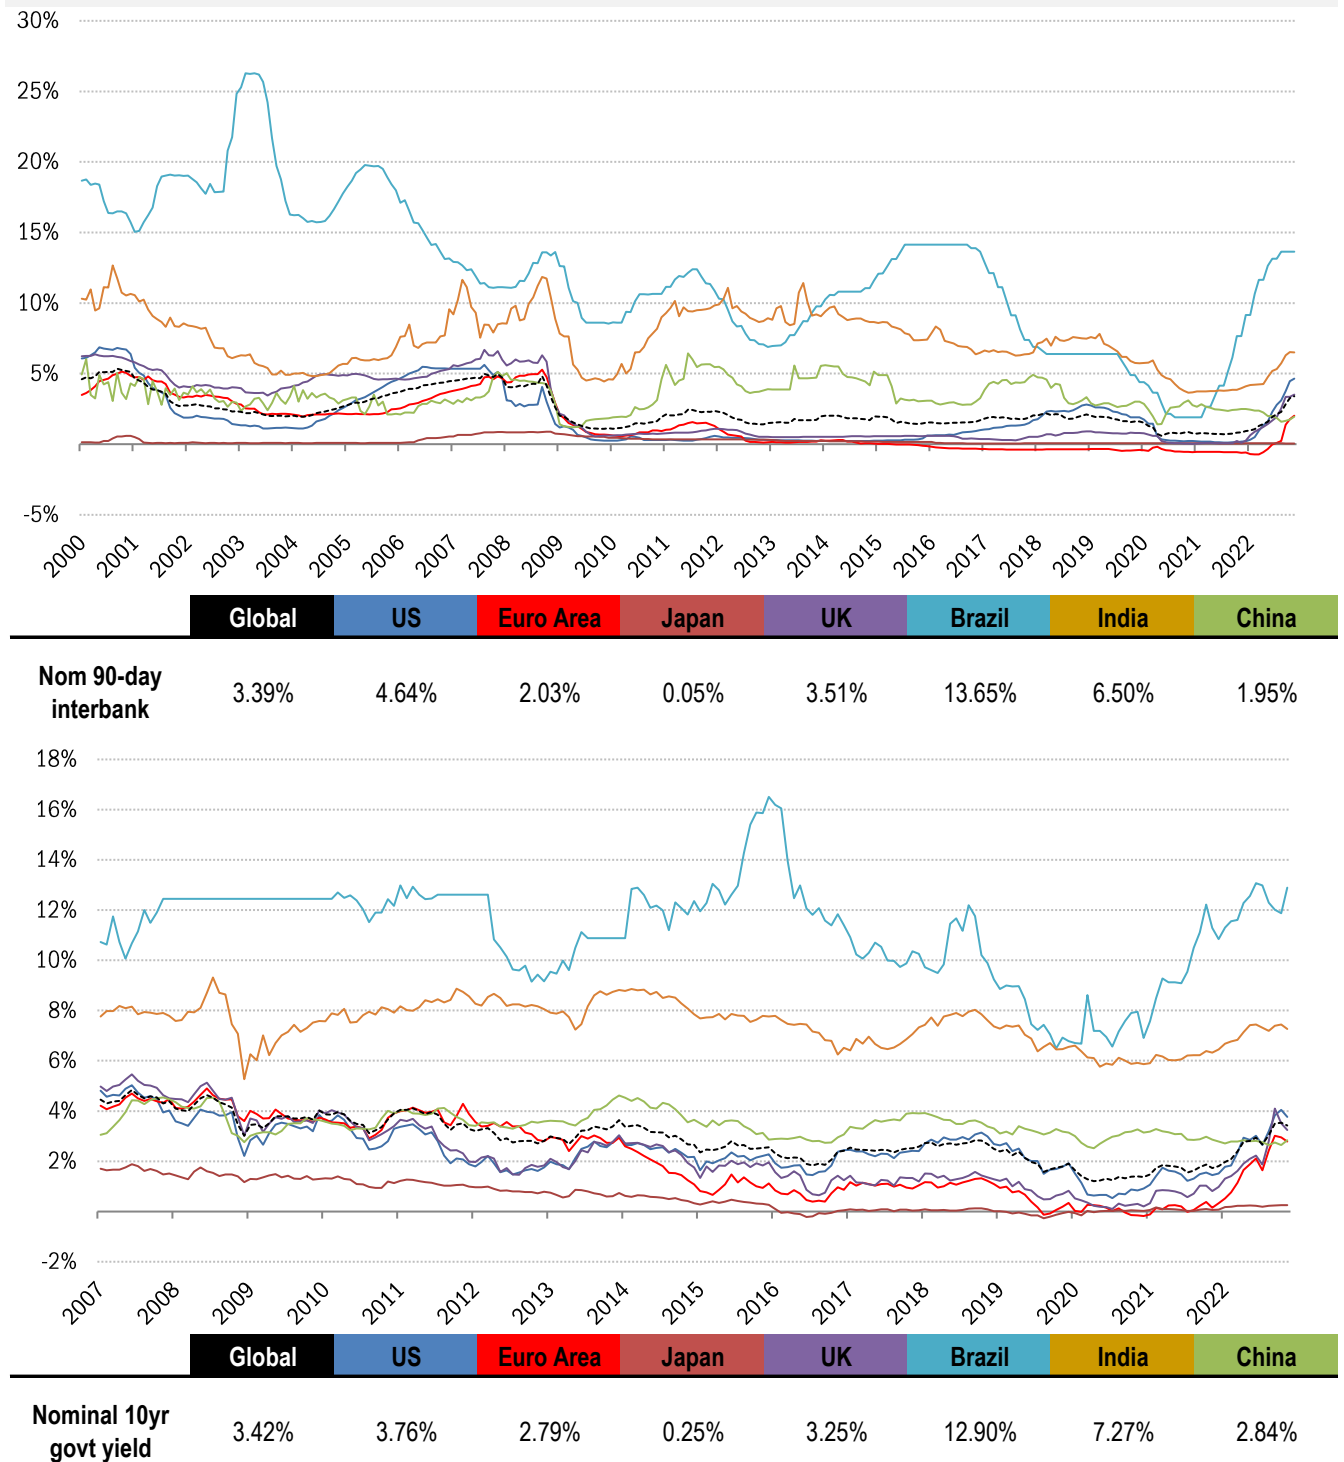 30%
25%
20%
15%
10%
5%
0%
-5%
2000 2001 2002 2003 2004 2005 2006 2007 2008 2009 2010 2011 2012 2013 2014 2015 2016 2017 2018 2019 2020 2021 2022
Global US Euro Area Japan UK Brazil India China
Nom 90-day
interbank
3.39% 4.64% 2.03% 0.05% 3.51% 13.65% 6.50% 1.95%
18%
16%
14%
12%
10%
8%
6%
4%
2%
-2%
2007 2008 2009 2010 2011 2012 2013 2014 2015 2016 2017 2018 2019 2020 2021 2022
Global US Euro Area Japan UK Brazil India China
Nominal 10yr
govt yield
3.42% 3.76% 2.79% 0.25% 3.25% 12.90% 7.27% 2.84%